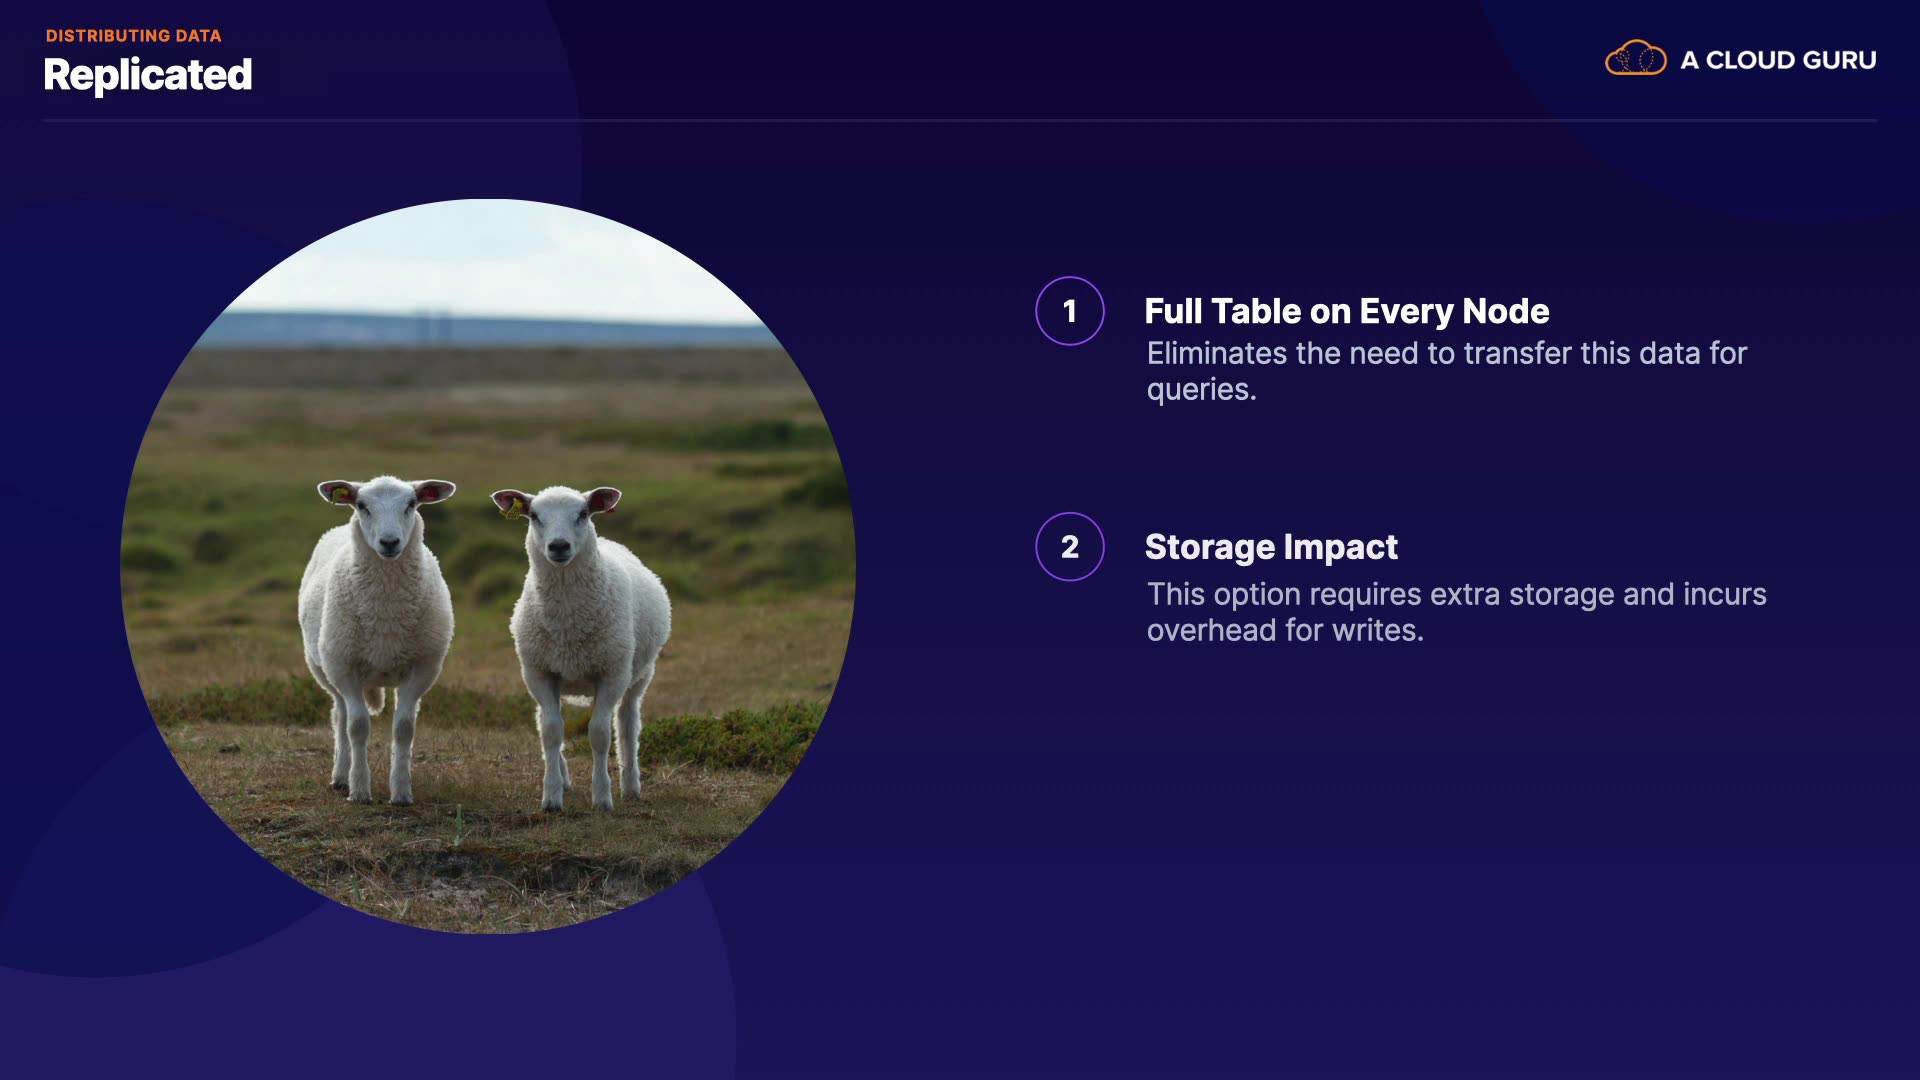 DISTRIBUTING DATA
Replicated
A CLOUD GURU
1
Full Table on Every Node
Eliminates the need to transfer this data for
queries.
2
Storage Impact
This option requires extra storage and incurs
overhead for writes.